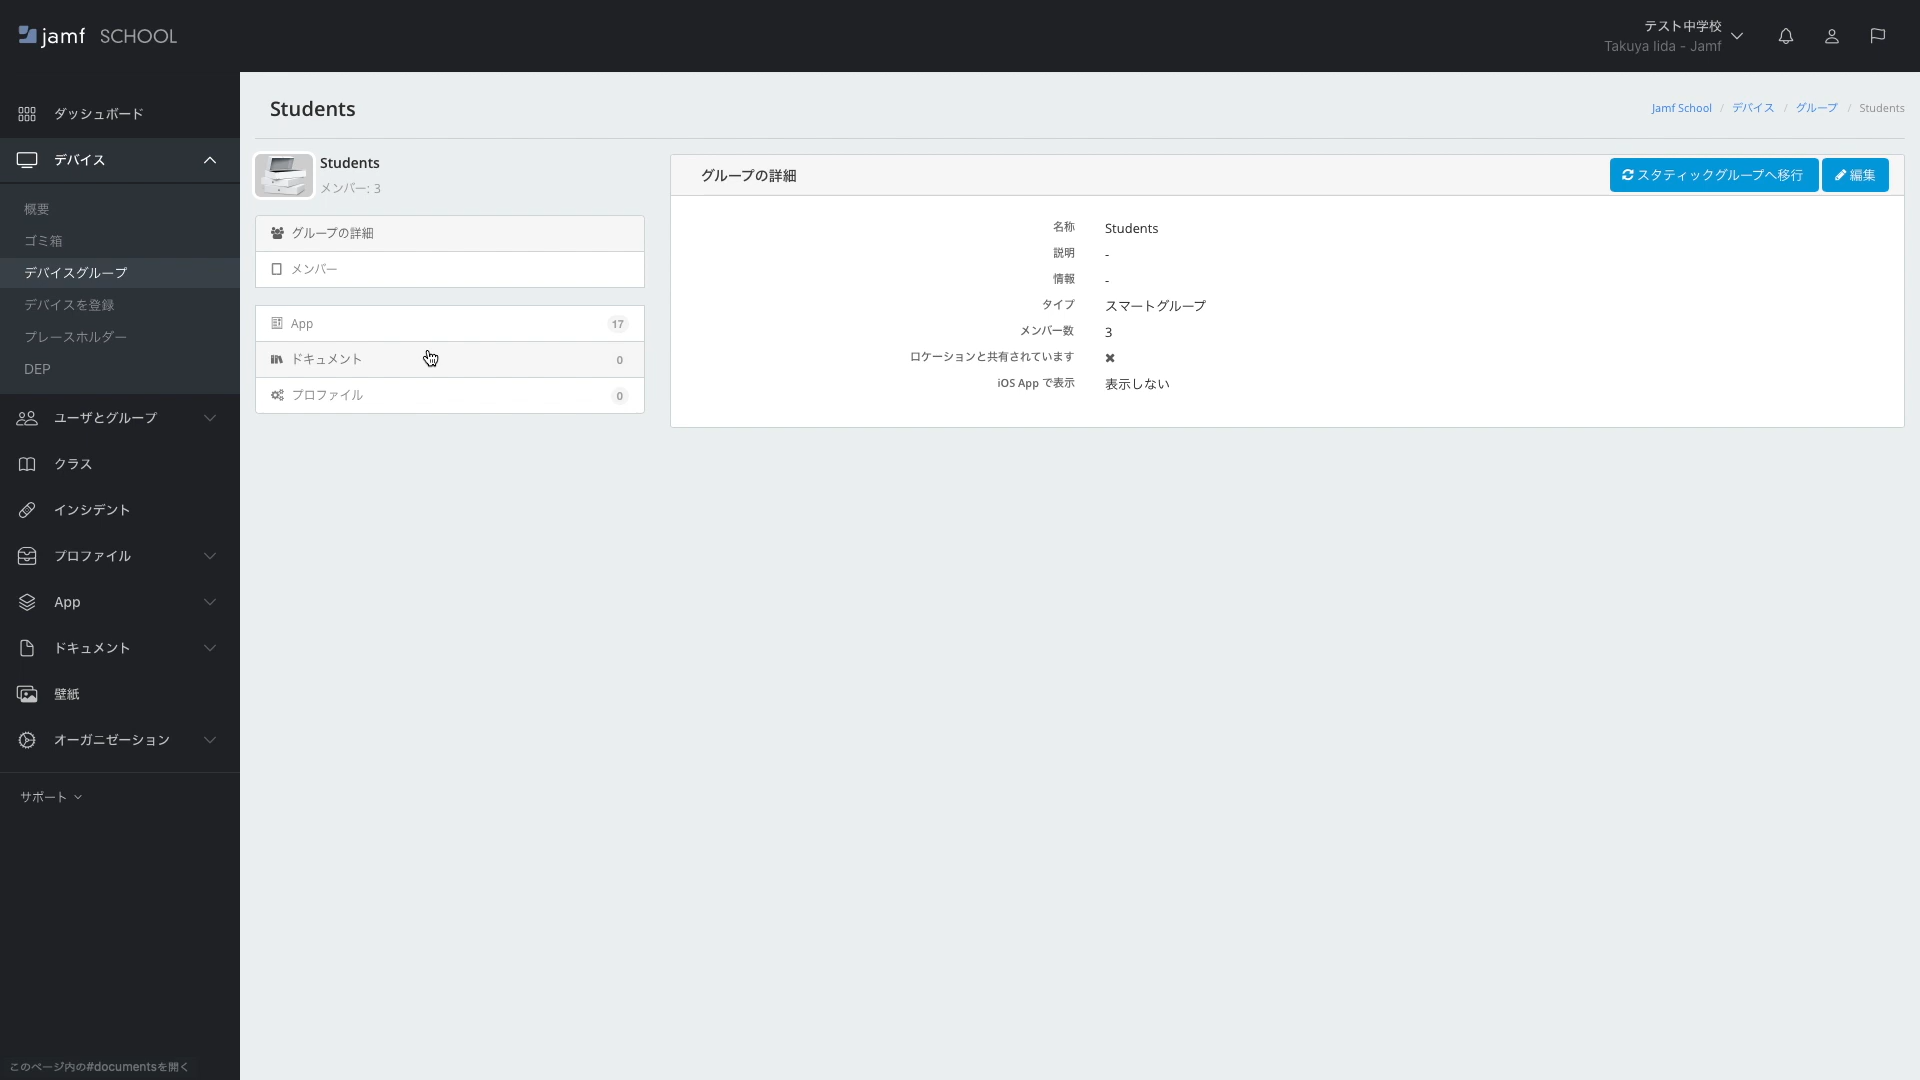 jamf SCHOOL
テスト中学校
Takuya Iida - Jamf
ダッシュボード
デバイス
概要
ゴミ箱
デバイスグループ
デバイスを登録
プレースホルダー
DEP
ユーザとグループ
クラス
インシデント
プロファイル
App
ドキュメント
壁紙
オーガニゼーション
サポート
このページ内の#documentsを開く
Students
Jamf School / デバイス / グループ / Students
Students
メンバー: 3
グループの詳細
メンバー
App 17
ドキュメント 0
プロファイル 0
グループの詳細
スタティックグループへ移行
編集
名称 Students
説明 -
情報 -
タイプ スマートグループ
メンバー数 3
ロケーションと共有されています
iOS App で表示 表示しない